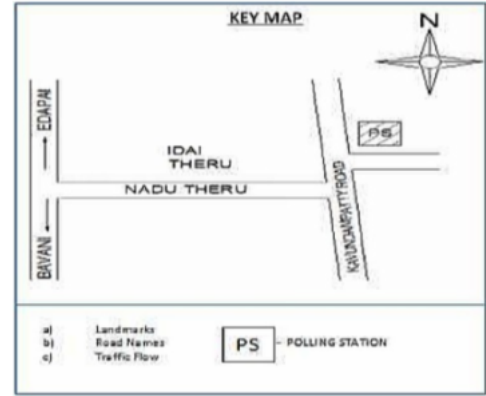 KEY MAP
N
EDAPAI
PS
IDAI
THERU
NADU THERU
KAVUNDAMPATTY ROAD
BAVANI
a) Landmarks
b) Road Names
c) Traffic Flow
PS - POLLING STATION